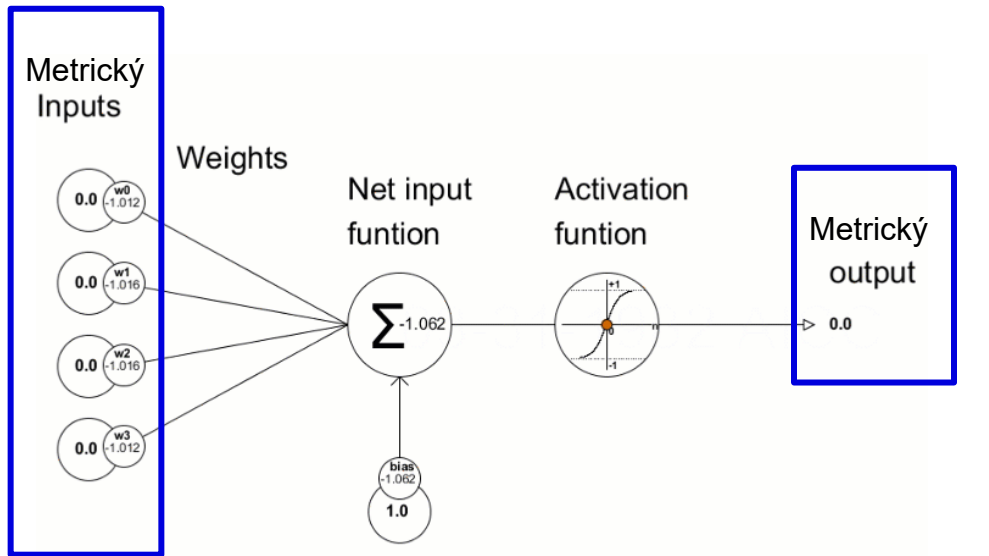 Metrický
Inputs
Weights
Net input
funtion
Activation
funtion
Metrický
output
0.0
w0
-1.012
0.0
w1
-1.016
0.0
w2
-1.016
0.0
w3
-1.012
Σ
-1.062
+1
0
n
-1
0.0
bias
-1.062
1.0